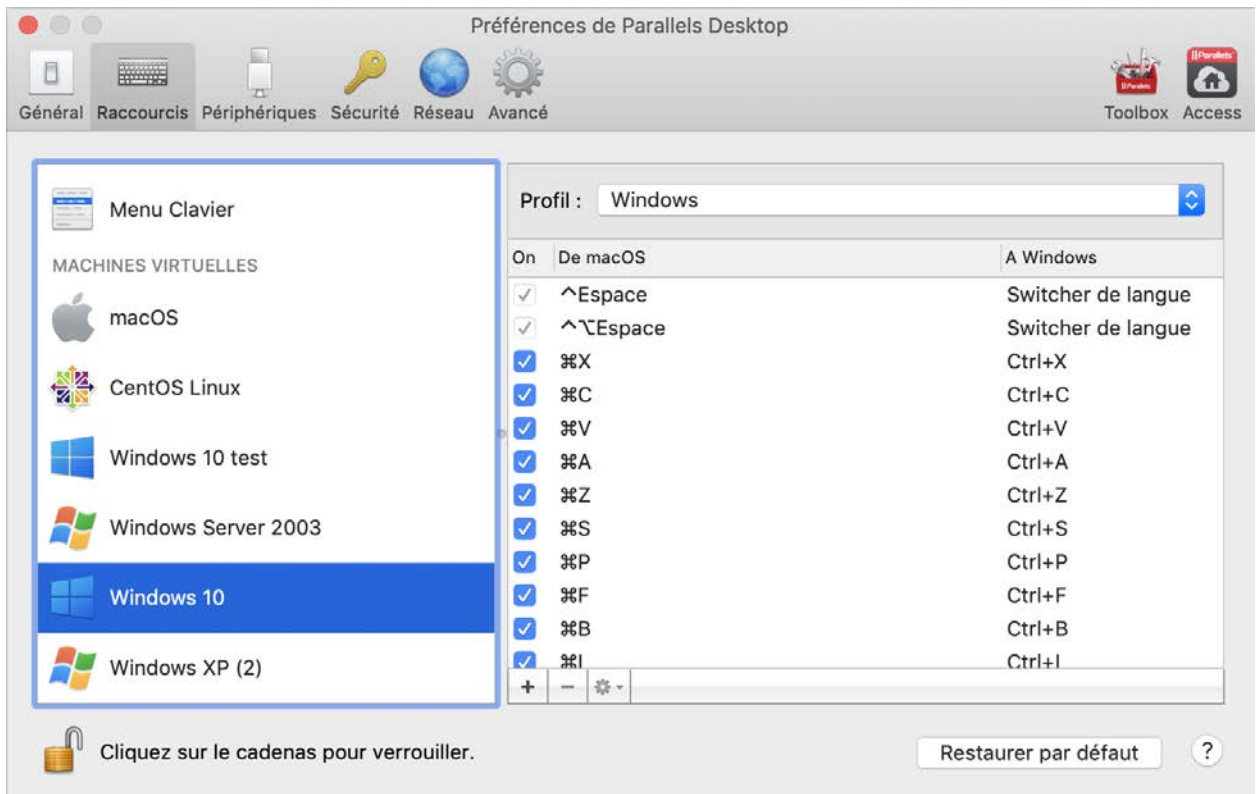 Préférences de Parallels Desktop
Général Raccourcis Périphériques Sécurité Réseau Avancé
|| Parallels
|| Parallels
Toolbox Access
Menu Clavier
MACHINES VIRTUELLES
macOS
CentOS Linux
Windows 10 test
Windows Server 2003
Windows 10
Windows XP (2)
Profil : Windows
On De macOS A Windows
^Espace Switcher de langue
^⌥Espace Switcher de langue
⌘X Ctrl+X
⌘C Ctrl+C
⌘V Ctrl+V
⌘A Ctrl+A
⌘Z Ctrl+Z
⌘S Ctrl+S
⌘P Ctrl+P
⌘F Ctrl+F
⌘B Ctrl+B
⌘I Ctrl+I
Cliquez sur le cadenas pour verrouiller.
Restaurer par défaut ?